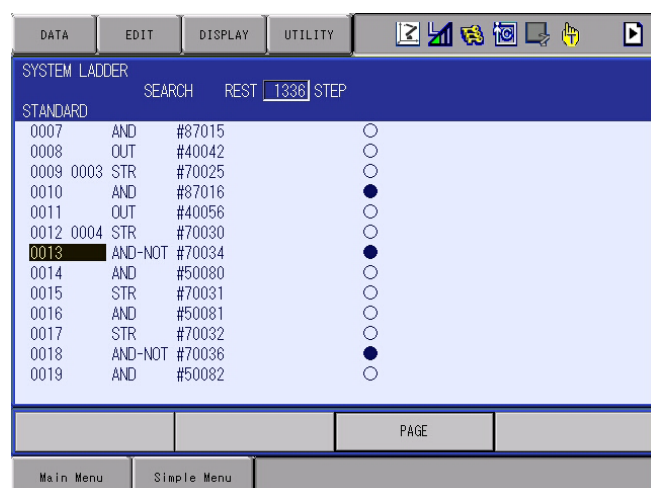 DATA EDIT DISPLAY UTILITY
SYSTEM LADDER
SEARCH REST 1336 STEP
STANDARD
0007 AND #87015
0008 OUT #40042
0009 0003 STR #70025
0010 AND #87016
0011 OUT #40056
0012 0004 STR #70030
0013 AND-NOT #70034
0014 AND #50080
0015 STR #70031
0016 AND #50081
0017 STR #70032
0018 AND-NOT #70036
0019 AND #50082
PAGE
Main Menu Simple Menu